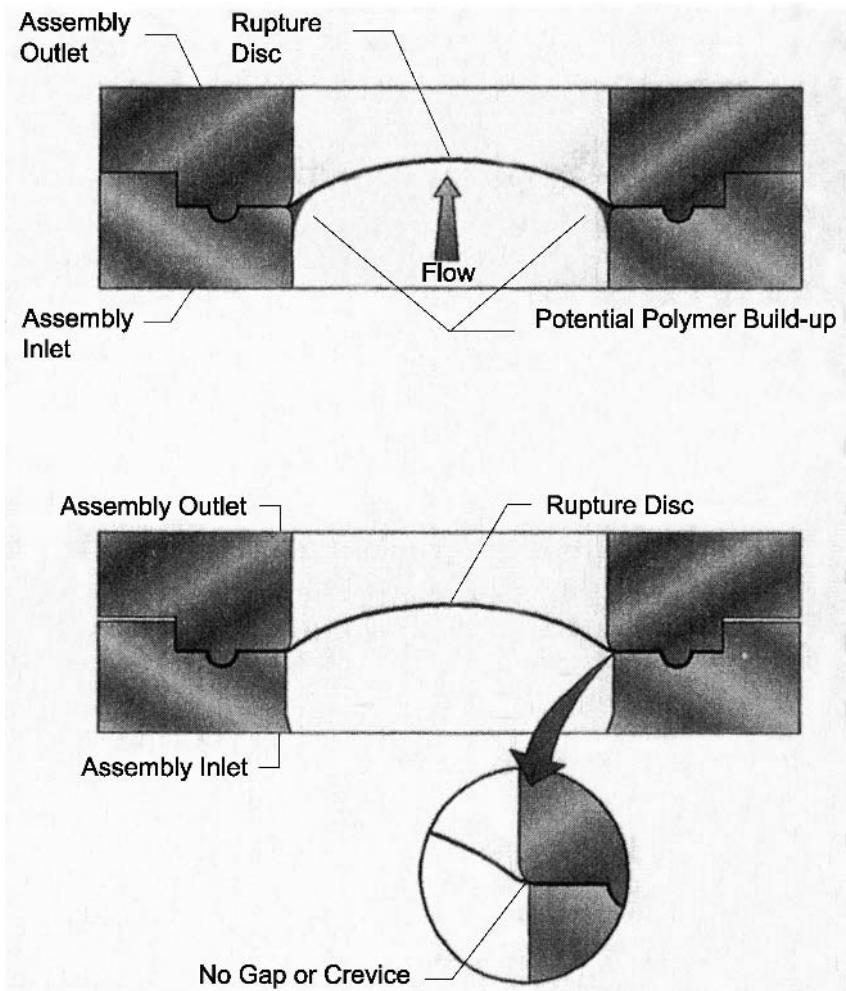 Assembly
Outlet
Rupture
Disc
Flow
Assembly
Inlet
Potential Polymer Build-up
Assembly Outlet
Rupture Disc
Assembly Inlet
No Gap or Crevice